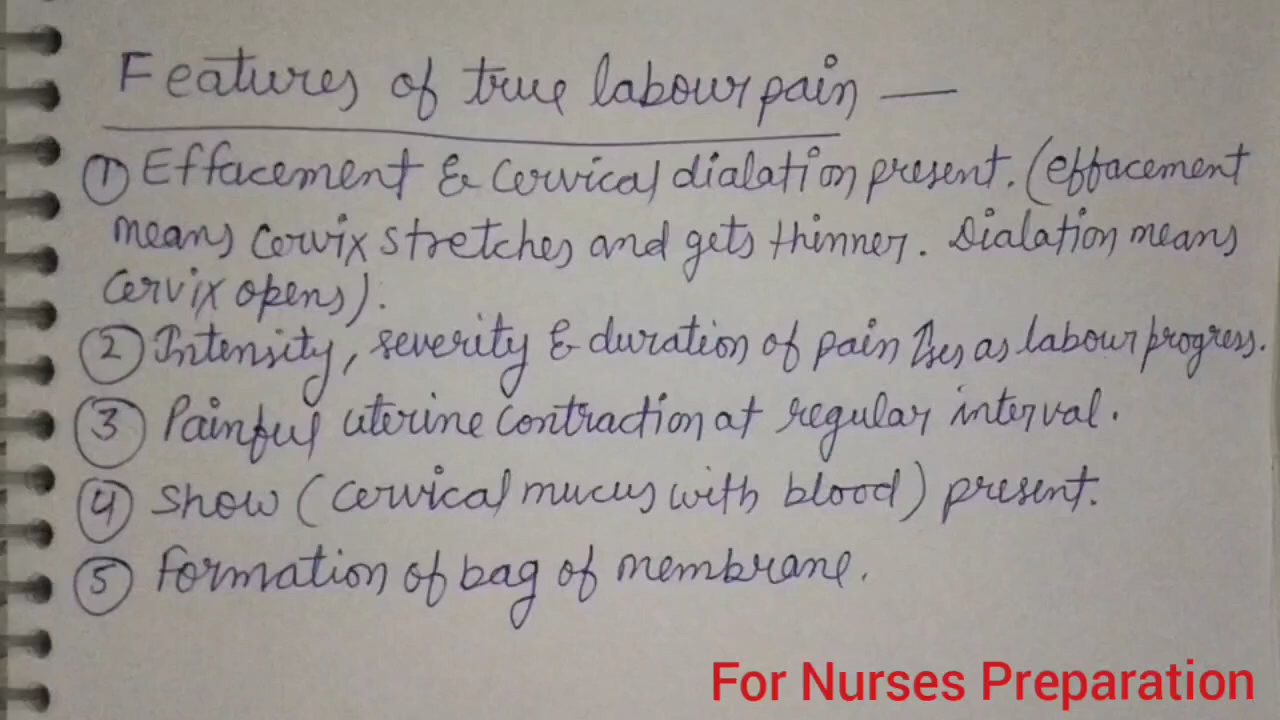 Features of true labour pain —
① Effacement & Cervical dialation present. (effacement
means cervix stretches and gets thinner. Dialation means
cervix opens).
② Intensity, severity & duration of pain as labour progress.
③ Painful uterine contraction at regular interval.
④ Show (cervical mucus with blood) present.
⑤ Formation of bag of membrane.
For Nurses Preparation